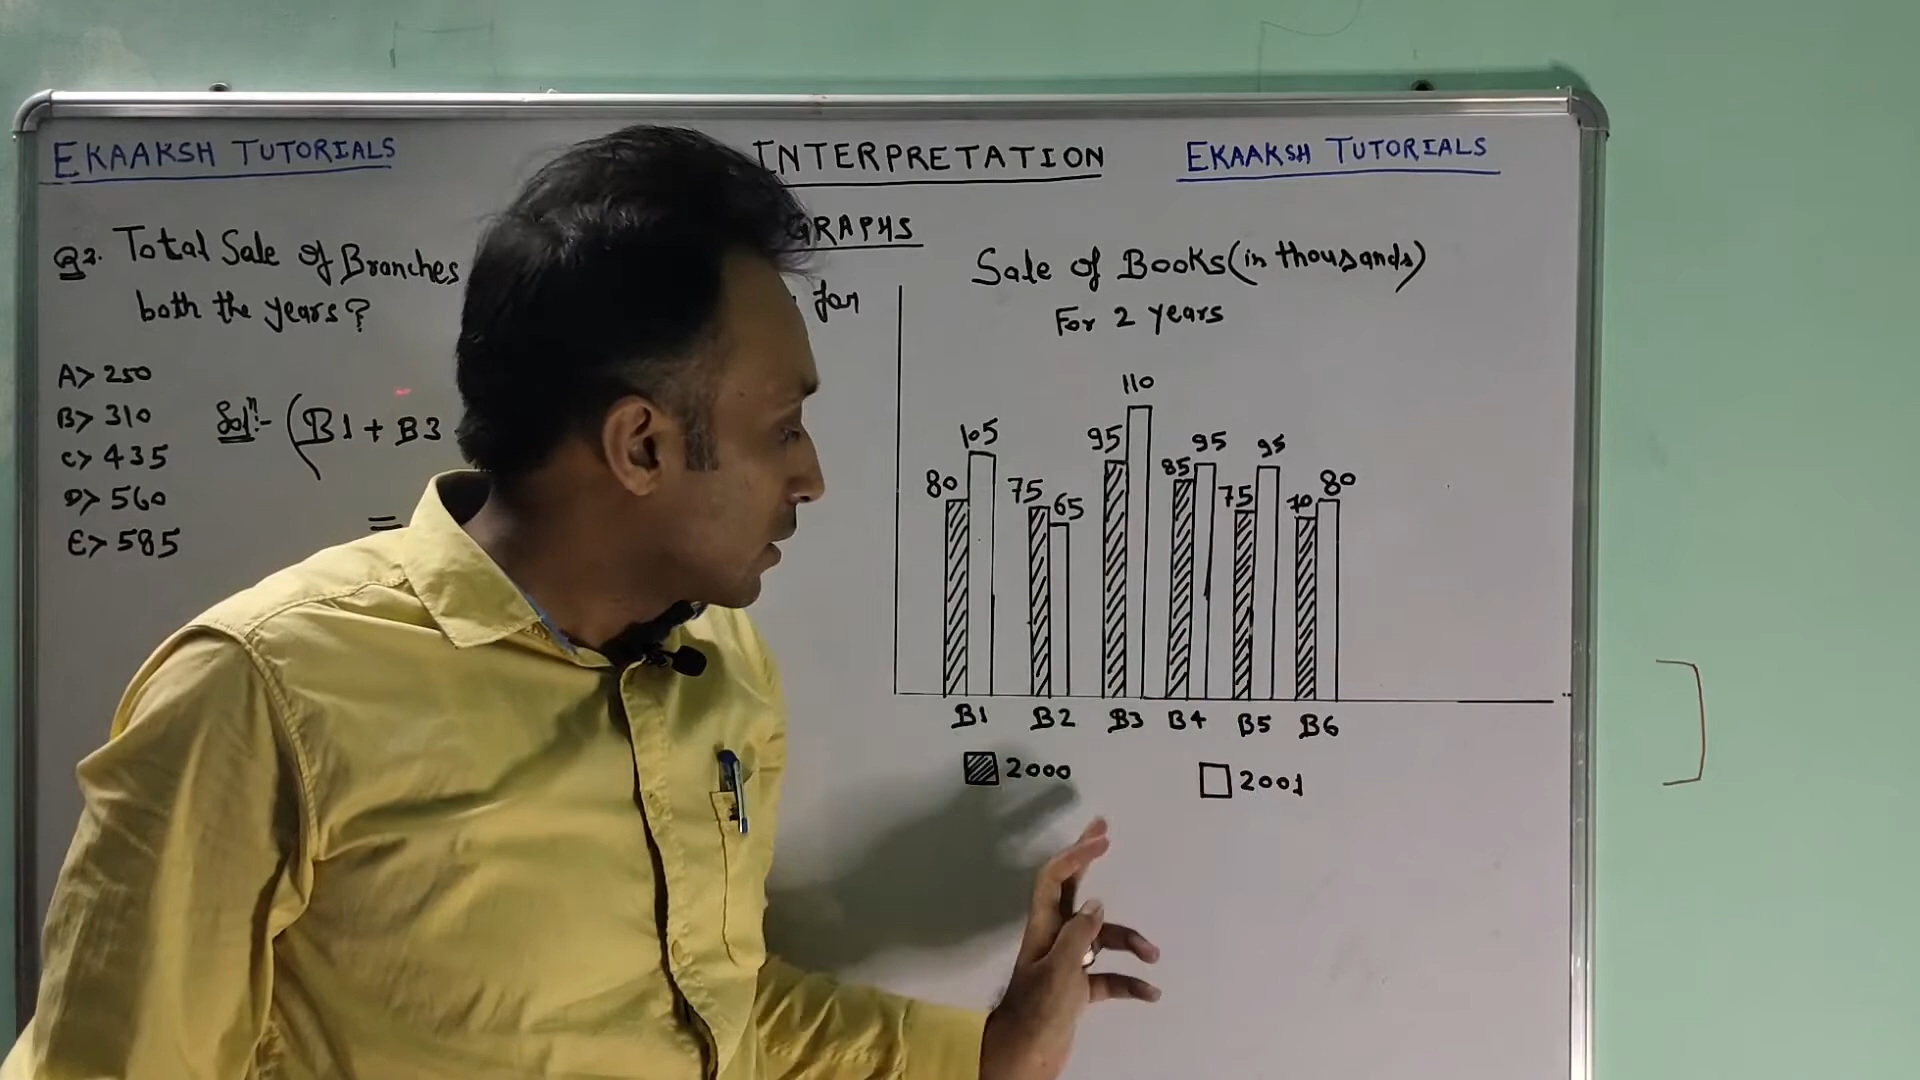 EKAAKSH TUTORIALS
INTERPRETATION
EKAAKSH TUTORIALS
GRAPHS
Q2. Total Sale of Branches
for
both the years?
A> 250
B> 310
C> 435
D> 560
E> 585
Solⁿ:- (B1 + B3
=
Sale of Books (in thousands)
For 2 years
110
105 95 95 95
80 75 65 85 75 70 80
B1 B2 B3 B4 B5 B6
2000 2001